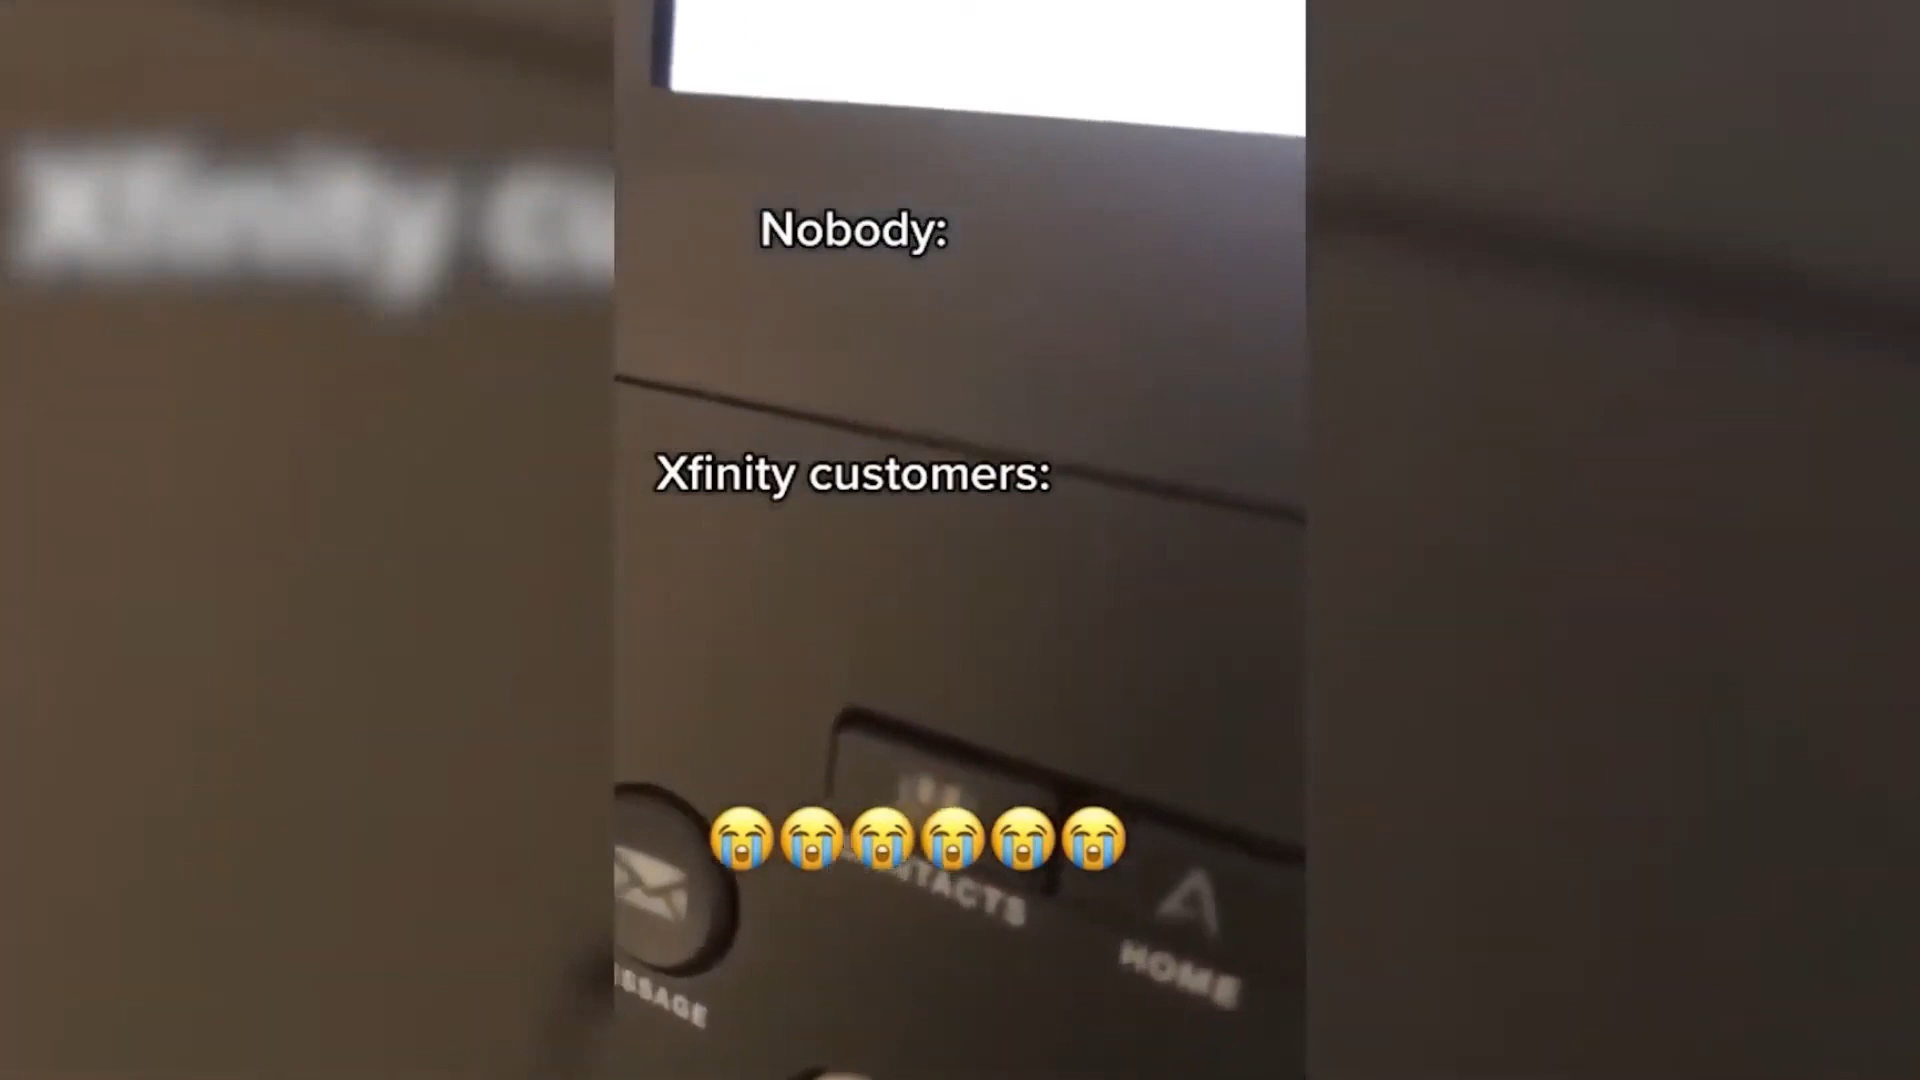 Nobody:
Xfinity customers:
😭😭😭😭😭😭
HOME